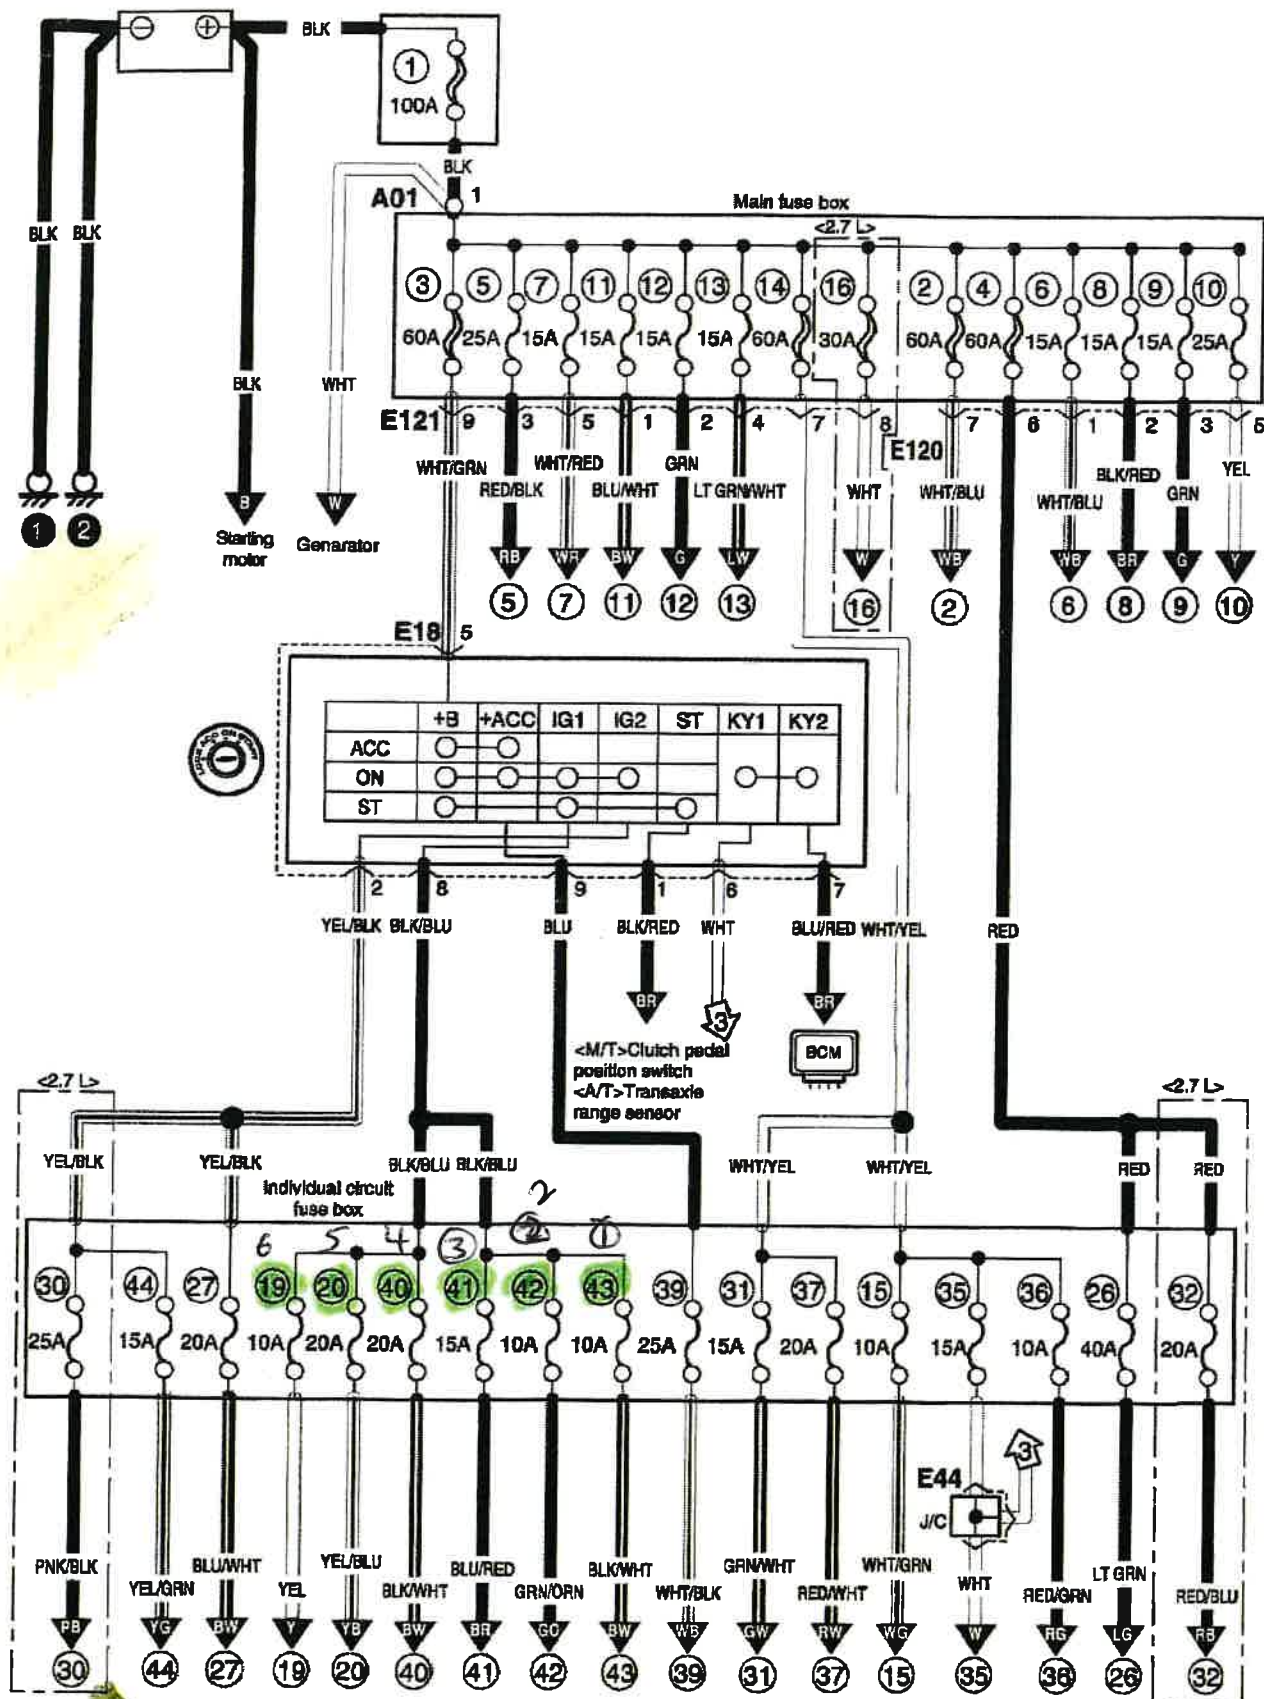 − +
BLK
1
100A
BLK
A01 1
Main fuse box
<2.7 L>
BLK BLK
3 5 7 11 12 13 14 16 2 4 6 8 9 10
60A 25A 15A 15A 15A 15A 60A 30A 60A 60A 15A 15A 15A 25A
BLK WHT
E121 9 3 5 1 2 4 7 8 7 6 1 2 3 5
E120
WHT/GRN WHT/RED GRN BLK/RED YEL
RED/BLK BLU/WHT LT GRN/WHT WHT WHT/BLU WHT/BLU GRN
1 2
B W
Starting motor
Genarator
RB WR BW G LW W WB WB BR G Y
5 7 11 12 13 16 2 6 8 9 10
E18 5
LOCK ACC ON START
+B +ACC IG1 IG2 ST KY1 KY2
ACC
ON
ST
2 8 9 1 6 7
YEL/BLK BLK/BLU BLU BLK/RED WHT BLU/RED WHT/YEL RED
BR 3 BR
BCM
<M/T>Clutch pedal
position switch
<A/T>Transaxle
range sensor
<2.7 L> <2.7 L>
YEL/BLK YEL/BLK BLK/BLU BLK/BLU WHT/YEL WHT/YEL RED RED
Individual circuit
fuse box
2
6 5 4 3 2 1
30 44 27 19 20 40 41 42 43 39 31 37 15 35 36 26 32
25A 15A 20A 10A 20A 20A 15A 10A 10A 25A 15A 20A 10A 15A 10A 40A 20A
3
E44
J/C
PNK/BLK BLU/WHT YEL/BLU BLU/RED BLK/WHT GRN/WHT WHT/GRN LT GRN
YEL/GRN YEL BLK/WHT GRN/ORN WHT/BLK RED/WHT WHT RED/GRN RED/BLU
PB YG BW Y YB BW BR GO BW WB GW RW WG W RG LG RB
30 44 27 19 20 40 41 42 43 39 31 37 15 35 36 26 32